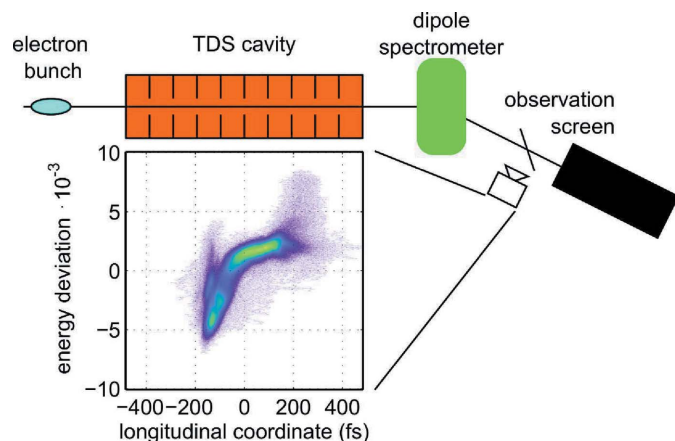 electron
bunch
TDS cavity
dipole
spectrometer
observation
screen
energy deviation · 10⁻³
10
5
0
−5
−10
−400 −200 0 200 400
longitudinal coordinate (fs)